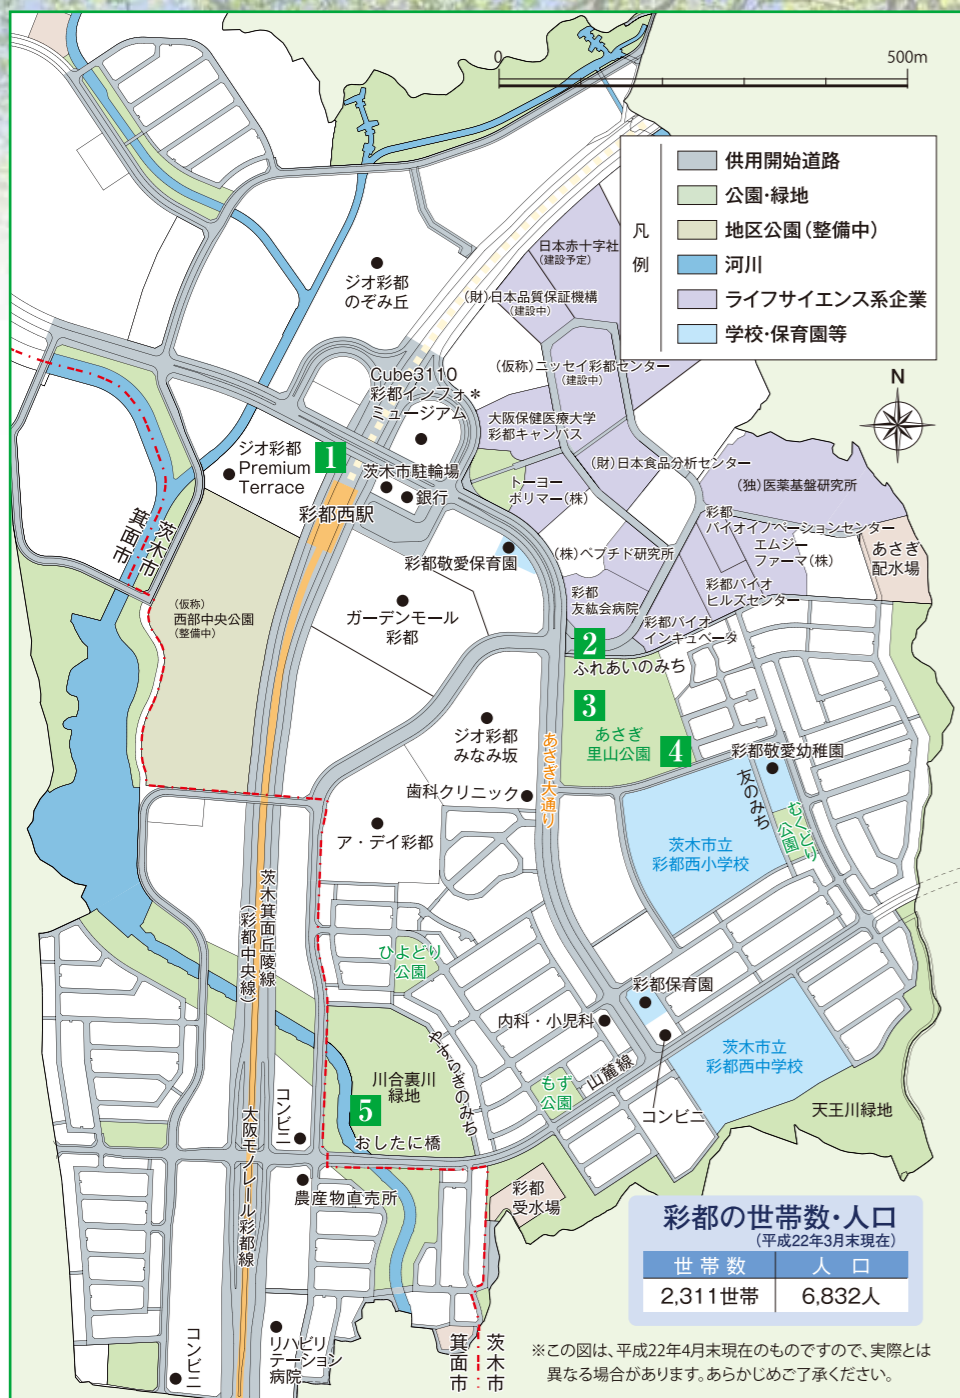 0
500m
凡例
供用開始道路
公園・緑地
地区公園（整備中）
河川
ライフサイエンス系企業
学校・保育園等
N
日本赤十字社
（建設予定）
ジオ彩都
のぞみ丘
（財）日本品質保証機構
（建設中）
（仮称）ニッセイ彩都センター
（建設中）
Cube3110
彩都インフォ＊
ミュージアム
大阪保健医療大学
彩都キャンパス
ジオ彩都
Premium
Terrace
1
茨木市駐輪場
銀行
彩都西駅
（財）日本食品分析センター
トーヨー
ポリマー（株）
（独）医薬基盤研究所
彩都
バイオイノベーションセンター
エムジー
ファーマ（株）
あさぎ
配水場
箕面市
茨木市
彩都敬愛保育園
（株）ペプチド研究所
彩都
友紘会病院
彩都バイオ
ヒルズセンター
彩都バイオ
インキュベータ
（仮称）
西部中央公園
（整備中）
ガーデンモール
彩都
2
ふれあいのみち
3
あさぎ
里山公園
4
ジオ彩都
みなみ坂
あさぎ大通り
彩都敬愛幼稚園
友のみち
むくどり
公園
歯科クリニック
ア・デイ彩都
茨木市立
彩都西小学校
茨木箕面丘陵線
（彩都中央線）
ひよどり
公園
彩都保育園
内科・小児科
やすらぎのみち
茨木市立
彩都西中学校
山麓線
川合裏川
緑地
もず
公園
コンビニ
天王川緑地
5
おしたに橋
コンビニ
大阪モノレール彩都線
農産物直売所
彩都
受水場
彩都の世帯数・人口
（平成22年3月末現在）
世帯数
人口
2,311世帯
6,832人
コンビニ
リハビリ
テーション
病院
箕面市
茨木市
※この図は、平成22年4月末現在のものですので、実際とは
異なる場合があります。あらかじめご了承ください。